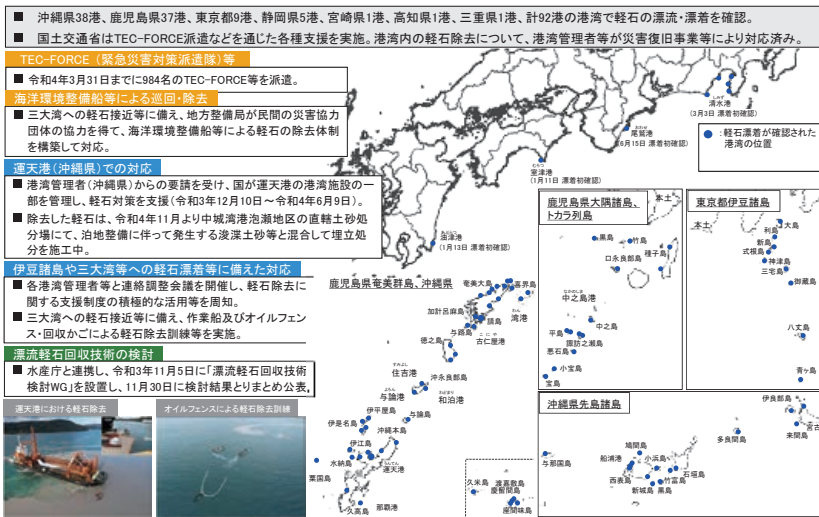 ■ 沖縄県38港、鹿児島県37港、東京都9港、静岡県5港、宮崎県1港、高知県1港、三重県1港、計92港の港湾で軽石の漂流・漂着を確認。
■ 国土交通省はTEC-FORCE派遣などを通じた各種支援を実施。港湾内の軽石除去について、港湾管理者等が災害復旧事業等により対応済み。
TEC-FORCE（緊急災害対策派遣隊）等
■ 令和4年3月31日までに984名のTEC-FORCE等を派遣。
海洋環境整備船等による巡回・除去
■ 三大湾への軽石接近等に備え、地方整備局が民間の災害協力
団体の協力を得て、海洋環境整備船等による軽石の除去体制
を構築して対応。
運天港（沖縄県）での対応
■ 港湾管理者（沖縄県）からの要請を受け、国が運天港の港湾施設の一
部を管理し、軽石対策を支援（令和3年12月10日～令和4年6月9日）。
■ 除去した軽石は、令和4年11月より中城湾港泡瀬地区の直轄土砂処
分場にて、泊地整備に伴って発生する浚渫土砂等と混合して埋立処
分を施工中。
伊豆諸島や三大湾等への軽石漂着等に備えた対応
■ 各港湾管理者等と連絡調整会議を開催し、軽石除去に
関する支援制度の積極的な活用等を周知。
■ 三大湾への軽石接近等に備え、作業船及びオイルフェン
ス・回収かごによる軽石除去訓練等を実施。
漂流軽石回収技術の検討
■ 水産庁と連携し、令和3年11月5日に「漂流軽石回収技術
検討WG」を設置し、11月30日に検討結果とりまとめ公表。
運天港における軽石除去
オイルフェンスによる軽石除去訓練
しみず
清水港
（3月3日 漂着初確認）
おわせ
尾鷲港
（6月15日 漂着初確認）
むろつ
室津港
（1月11日 漂着初確認）
あぶらつ
油津港
（1月13日 漂着初確認）
：軽石漂着が確認された
港湾の位置
鹿児島県奄美群島、沖縄県
奄美大島
喜界島
わん
湾港
加計呂麻島
請島
与路島
こにや
古仁屋港
徳之島
すみよし
住吉港
沖永良部島
よろん
与論港
わどまり
和泊港
与論島
伊平屋島
伊是名島
沖縄本島
伊江島
うんてん
運天港
水納島
粟国島
久高島
那覇港
久米島
渡嘉敷島
慶留間島
座間味島
鹿児島県大隅諸島、
トカラ列島
本土
黒島
竹島
種子島
口永良部島
なかのしま
中之島港
中之島
平島
諏訪之瀬島
悪石島
小宝島
宝島
東京都伊豆諸島
本土
大島
利島
新島
式根島
神津島
三宅島
御蔵島
八丈島
青ヶ島
沖縄県先島諸島
伊良部島
宮古
来間島
多良間島
与那国島
鳩間島
船浦港
小浜島
石垣島
西表島
竹富島
新城島
黒島